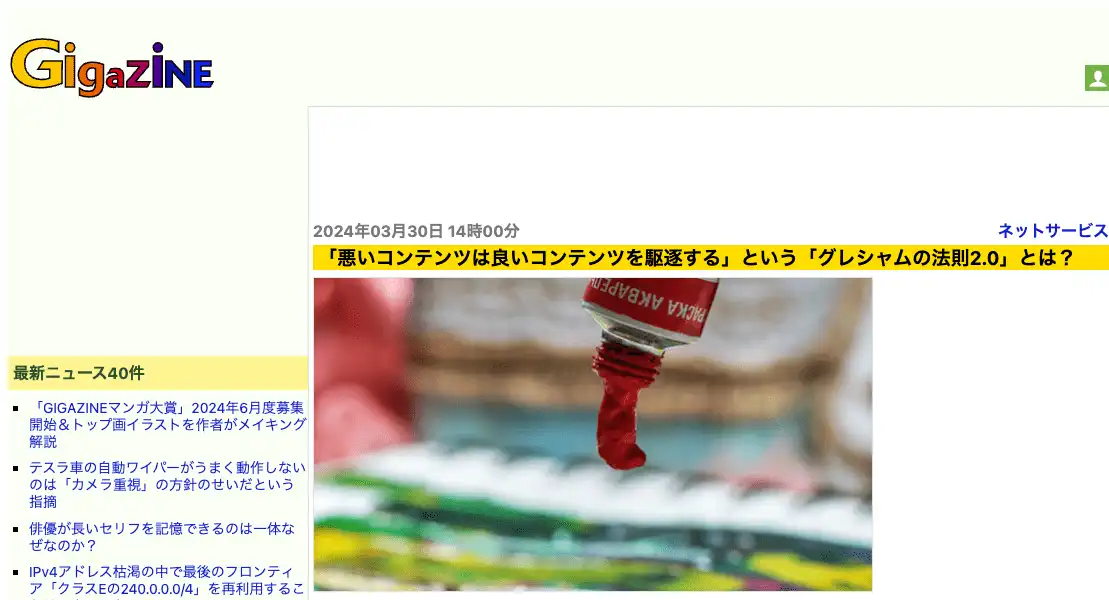 GigaZiNE
2024年03月30日 14時00分
ネットサービス
「悪いコンテンツは良いコンテンツを駆逐する」という「グレシャムの法則2.0」とは？
РАСКА АКВАРЕЛЬ
最新ニュース40件
「GIGAZINEマンガ大賞」2024年6月度募集
開始＆トップ画イラストを作者がメイキング
解説
テスラ車の自動ワイパーがうまく動作しない
のは「カメラ重視」の方針のせいだという
指摘
俳優が長いセリフを記憶できるのは一体な
ぜなのか？
IPv4アドレス枯渇の中で最後のフロンティ
ア「クラスEの240.0.0.0/4」を再利用するこ